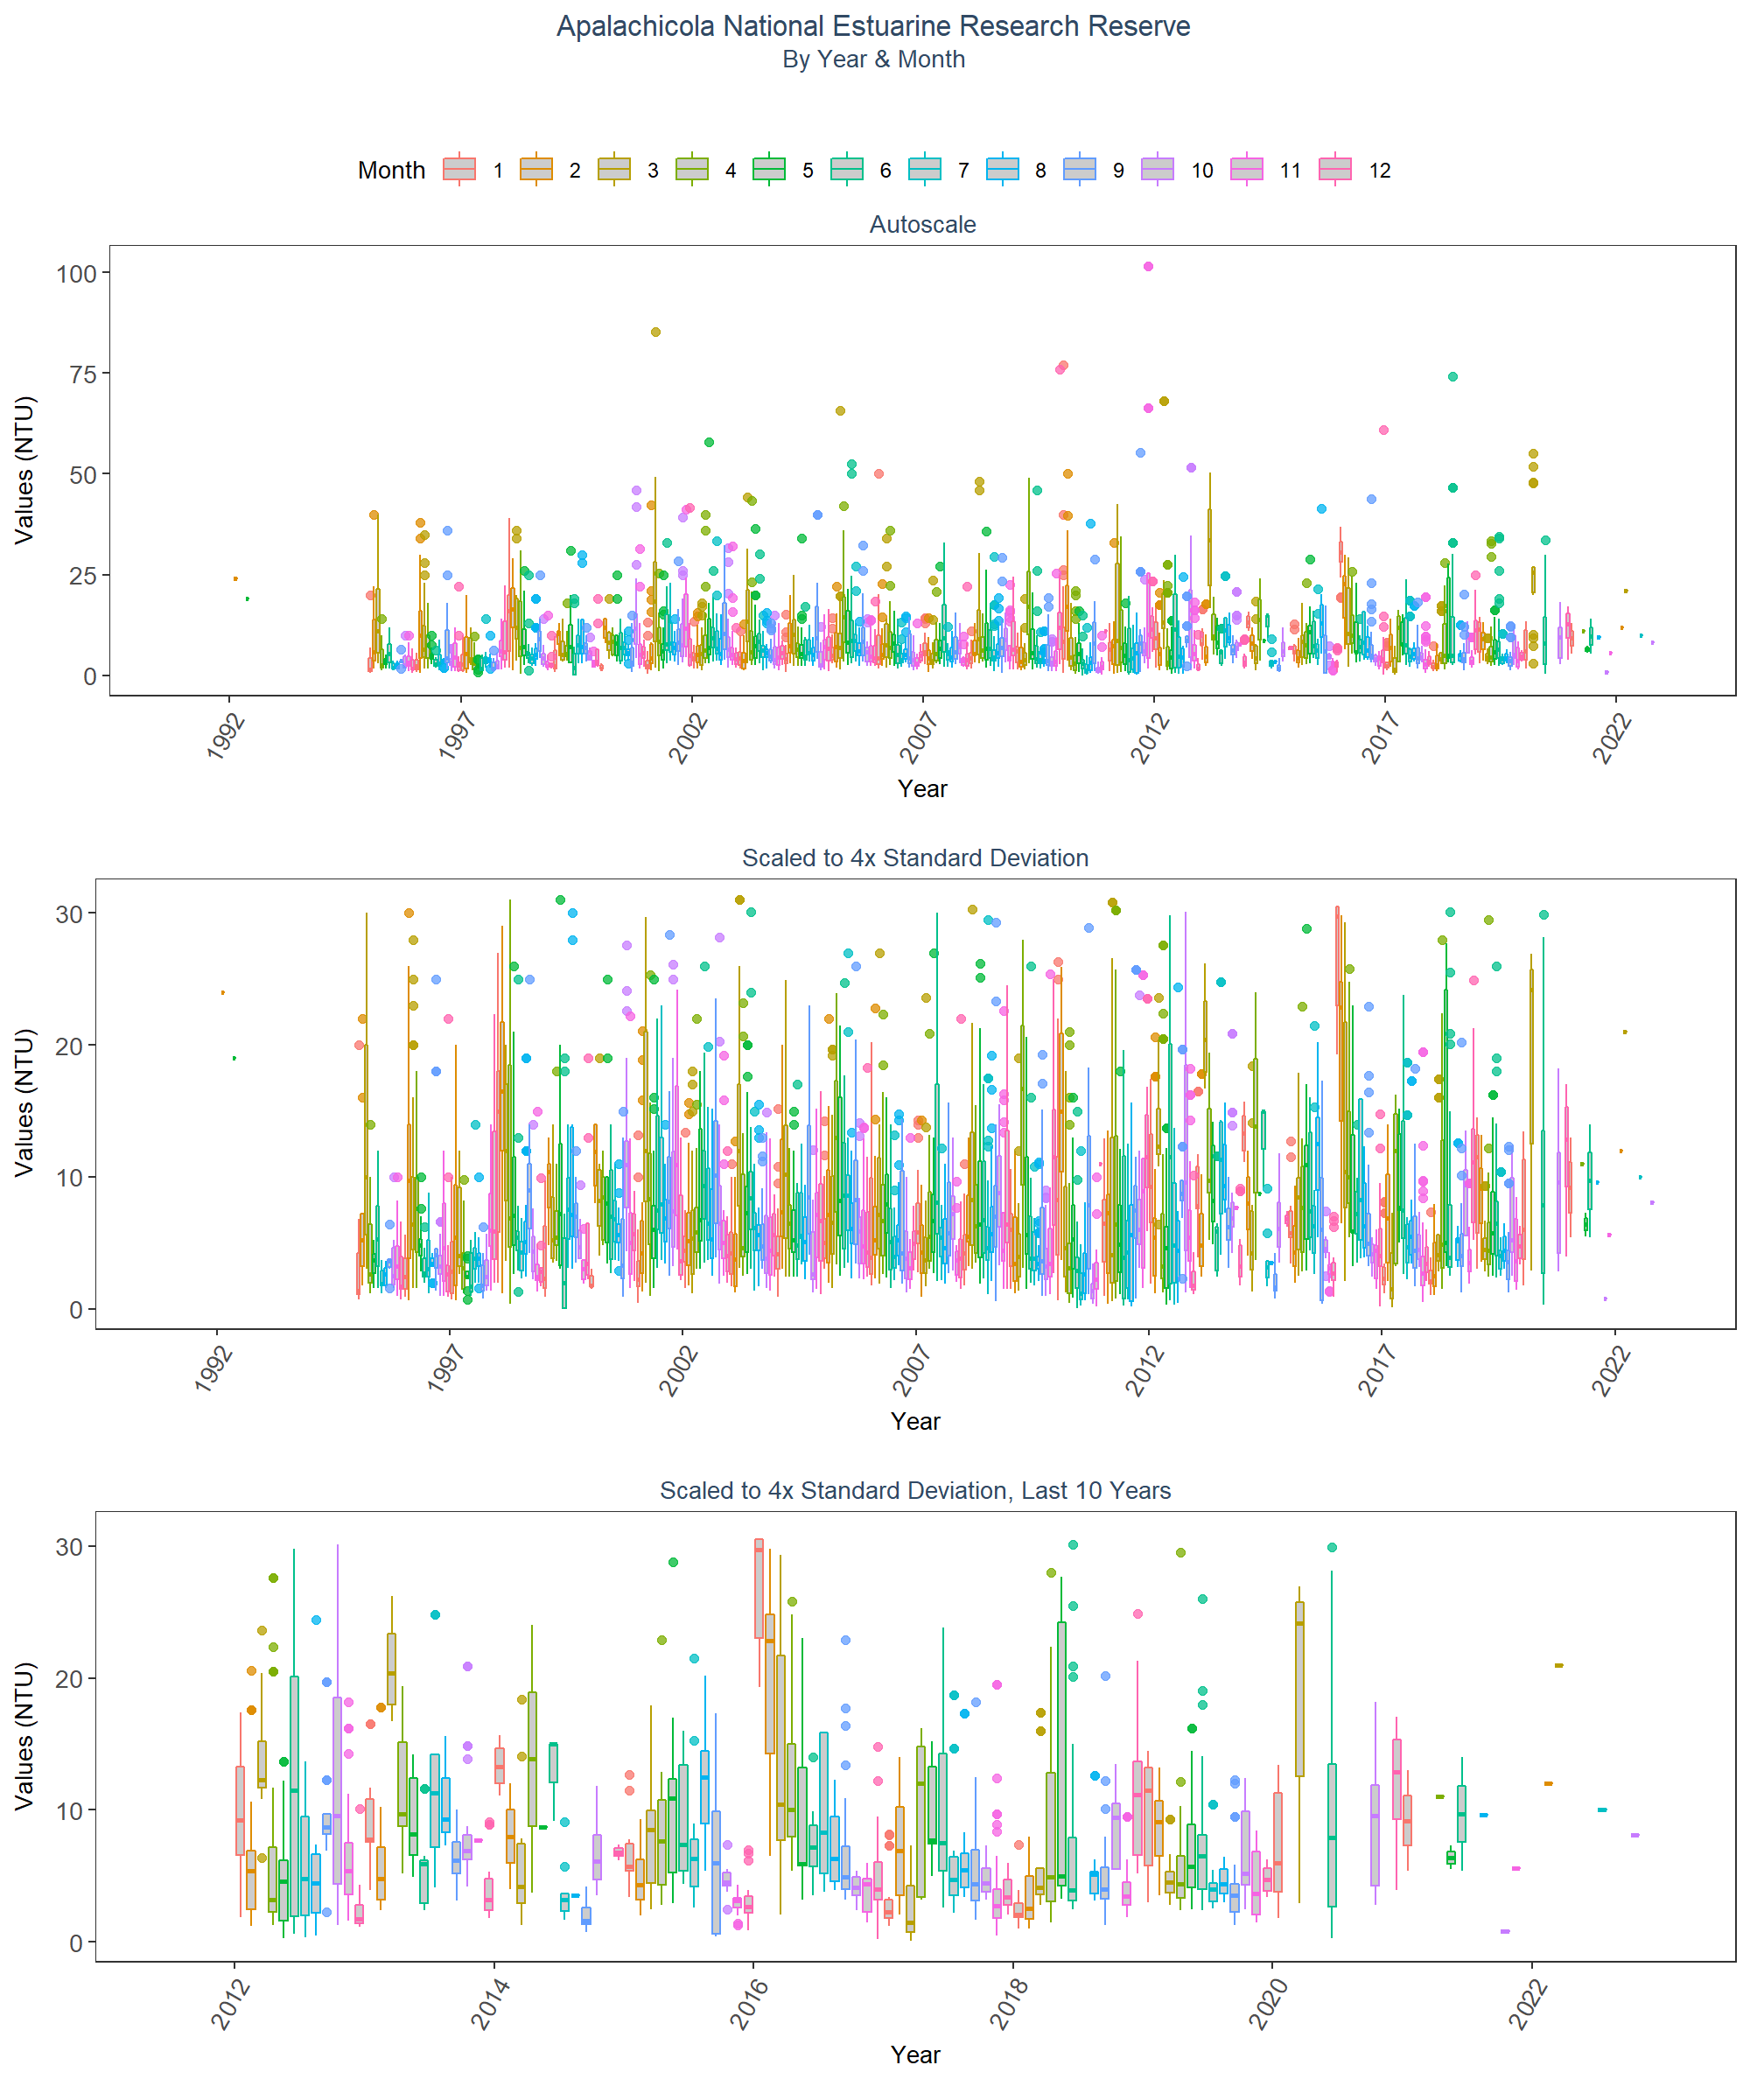 Apalachicola National Estuarine Research Reserve
By Year & Month
Month 1 2 3 4 5 6 7 8 9 10 11 12
Autoscale
Values (NTU)
100
75
50
25
0
1992 1997 2002 2007 2012 2017 2022
Year
Scaled to 4x Standard Deviation
Values (NTU)
30
20
10
0
1992 1997 2002 2007 2012 2017 2022
Year
Scaled to 4x Standard Deviation, Last 10 Years
Values (NTU)
30
20
10
0
2012 2014 2016 2018 2020 2022
Year